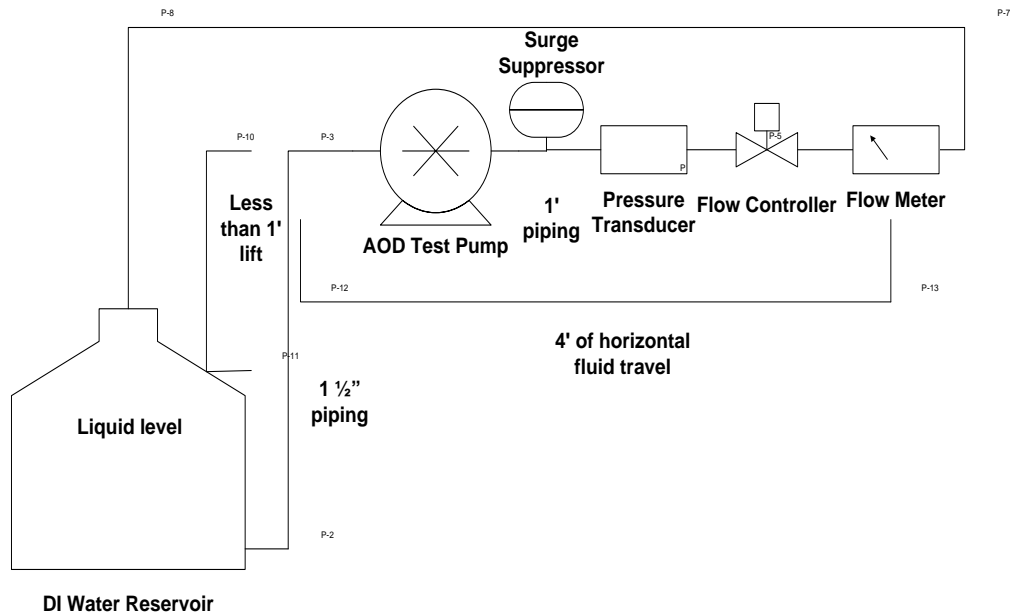 P-8
P-7
Surge
Suppressor
P-10
P-3
P-5
P
Less
than 1'
lift
1'
piping
Pressure
Transducer
Flow Controller
Flow Meter
AOD Test Pump
P-12
P-13
4' of horizontal
fluid travel
P-11
1 ½”
piping
Liquid level
P-2
DI Water Reservoir